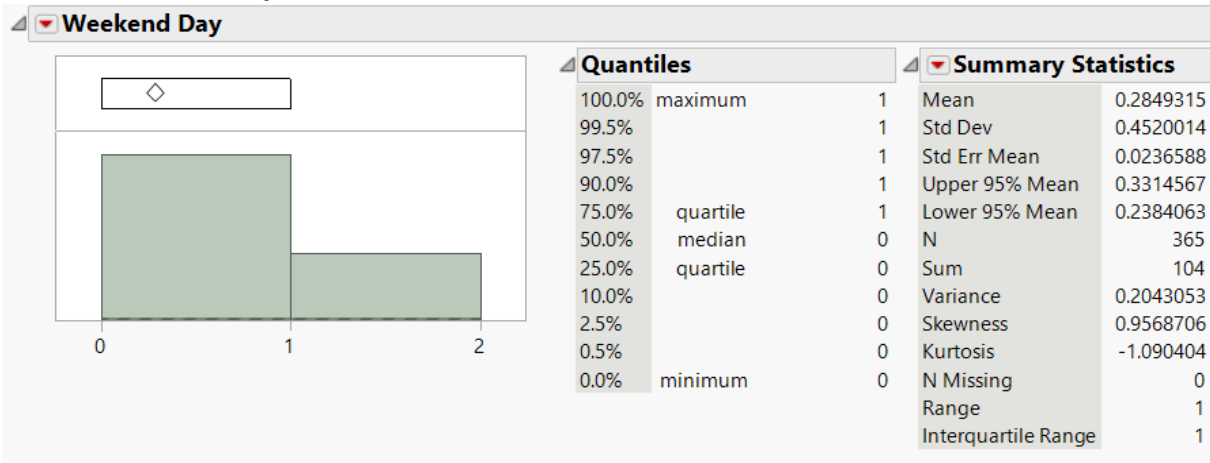 Weekend Day
Quantiles
100.0% maximum 1
99.5% 1
97.5% 1
90.0% 1
75.0% quartile 1
50.0% median 0
25.0% quartile 0
10.0% 0
2.5% 0
0.5% 0
0.0% minimum 0
Summary Statistics
Mean 0.2849315
Std Dev 0.4520014
Std Err Mean 0.0236588
Upper 95% Mean 0.3314567
Lower 95% Mean 0.2384063
N 365
Sum 104
Variance 0.2043053
Skewness 0.9568706
Kurtosis -1.090404
N Missing 0
Range 1
Interquartile Range 1
0 1 2